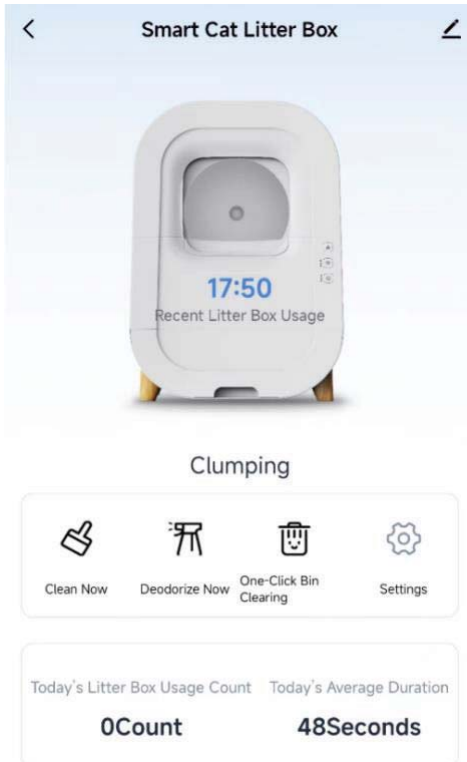 Smart Cat Litter Box
17:50
Recent Litter Box Usage
Clumping
Clean Now
Deodorize Now
One-Click Bin
Clearing
Settings
Today's Litter Box Usage Count
Today's Average Duration
0Count
48Seconds